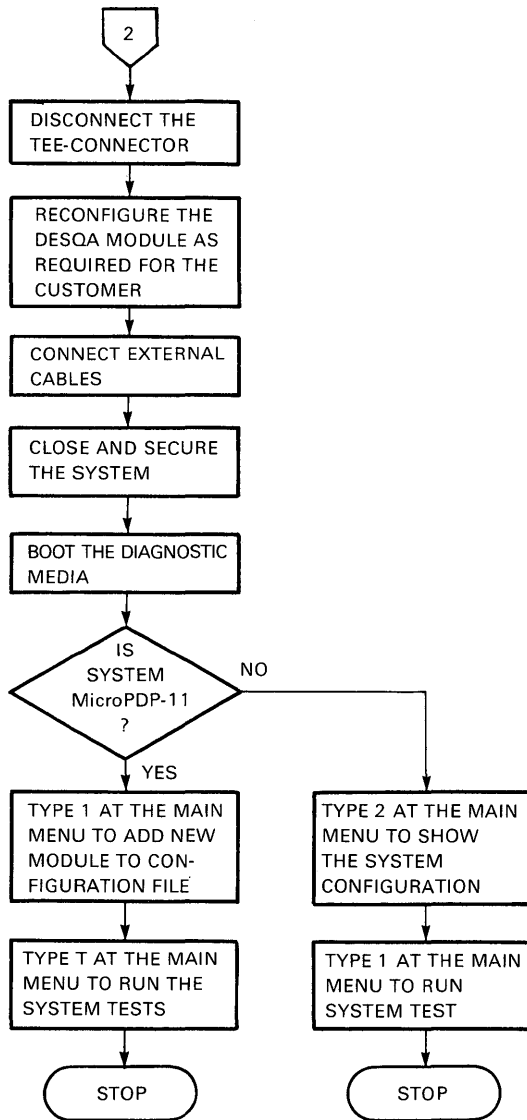 2
DISCONNECT THE
TEE-CONNECTOR
RECONFIGURE THE
DESQA MODULE AS
REQUIRED FOR THE
CUSTOMER
CONNECT EXTERNAL
CABLES
CLOSE AND SECURE
THE SYSTEM
BOOT THE DIAGNOSTIC
MEDIA
IS
SYSTEM
MicroPDP-11
?
NO
YES
TYPE 1 AT THE MAIN
MENU TO ADD NEW
MODULE TO CON-
FIGURATION FILE
TYPE T AT THE MAIN
MENU TO RUN THE
SYSTEM TESTS
STOP
TYPE 2 AT THE MAIN
MENU TO SHOW
THE SYSTEM
CONFIGURATION
TYPE 1 AT THE MAIN
MENU TO RUN
SYSTEM TEST
STOP